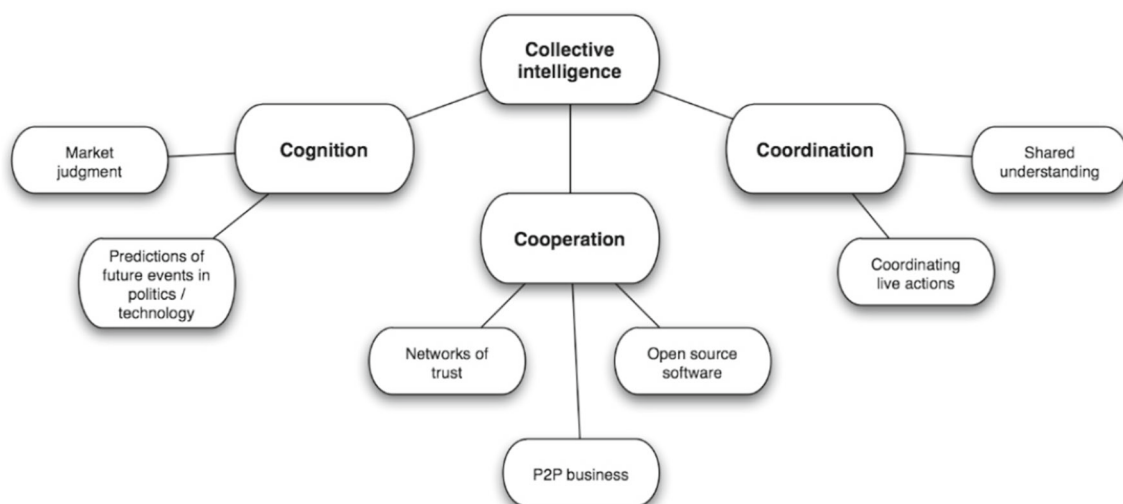 Collective
intelligence
Cognition
Coordination
Market
judgment
Shared
understanding
Cooperation
Predictions of
future events in
politics /
technology
Coordinating
live actions
Networks of
trust
Open source
software
P2P business